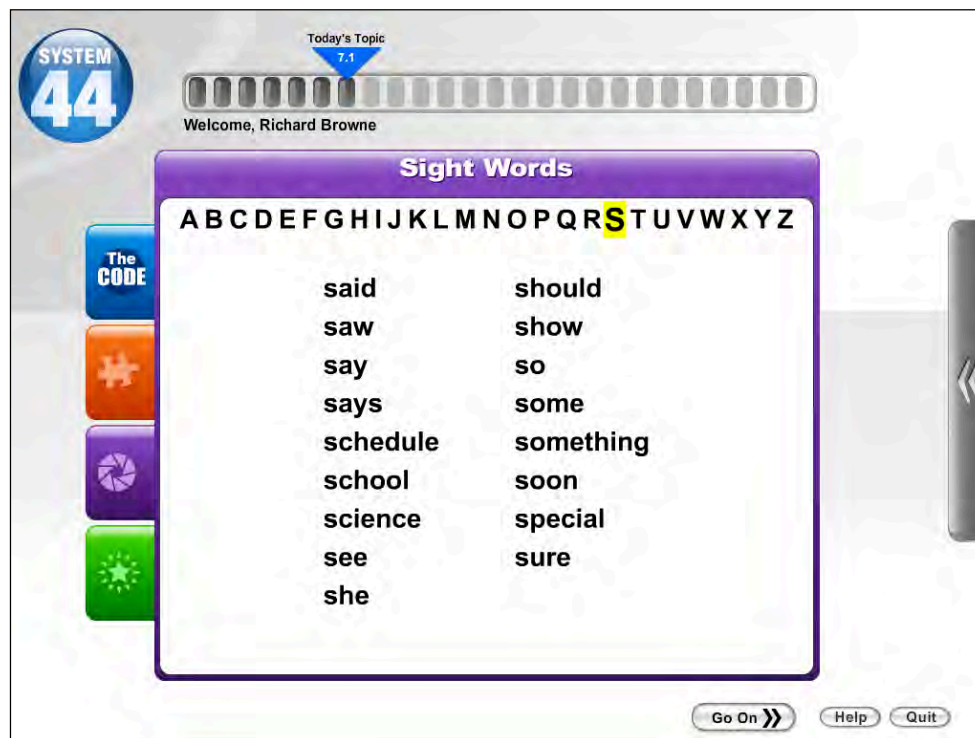 SYSTEM
44
Today's Topic
7.1
Welcome, Richard Browne
Sight Words
A B C D E F G H I J K L M N O P Q R S T U V W X Y Z
The
CODE
said
saw
say
says
schedule
school
science
see
she
should
show
so
some
something
soon
special
sure
Go On
Help
Quit